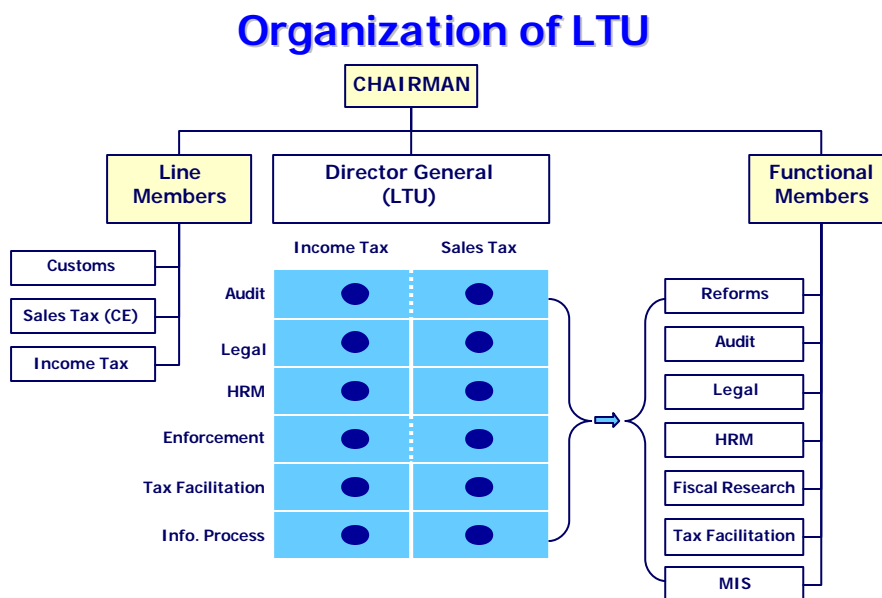 Organization of LTU
CHAIRMAN
Line
Members
Director General
(LTU)
Functional
Members
Income Tax
Sales Tax
Customs
Sales Tax (CE)
Income Tax
Audit
Legal
HRM
Enforcement
Tax Facilitation
Info. Process
Reforms
Audit
Legal
HRM
Fiscal Research
Tax Facilitation
MIS